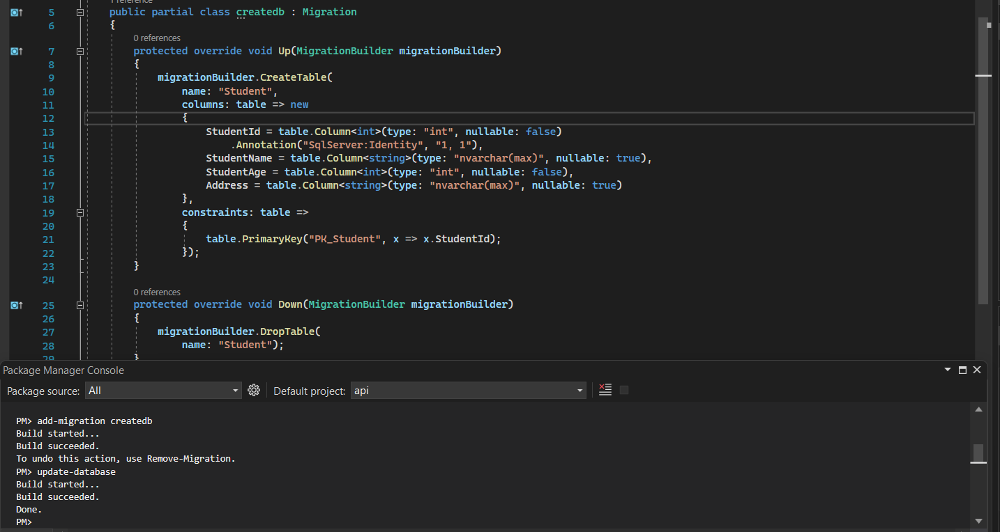 1 reference
5 public partial class createdb : Migration
6 {
0 references
7 protected override void Up(MigrationBuilder migrationBuilder)
8 {
9 migrationBuilder.CreateTable(
10 name: "Student",
11 columns: table => new
12 {
13 StudentId = table.Column<int>(type: "int", nullable: false)
14 .Annotation("SqlServer:Identity", "1, 1"),
15 StudentName = table.Column<string>(type: "nvarchar(max)", nullable: true),
16 StudentAge = table.Column<int>(type: "int", nullable: false),
17 Address = table.Column<string>(type: "nvarchar(max)", nullable: true)
18 },
19 constraints: table =>
20 {
21 table.PrimaryKey("PK_Student", x => x.StudentId);
22 });
23 }
24
0 references
25 protected override void Down(MigrationBuilder migrationBuilder)
26 {
27 migrationBuilder.DropTable(
28 name: "Student");
29 }
Package Manager Console
Package source: All Default project: api
PM> add-migration createdb
Build started...
Build succeeded.
To undo this action, use Remove-Migration.
PM> update-database
Build started...
Build succeeded.
Done.
PM>